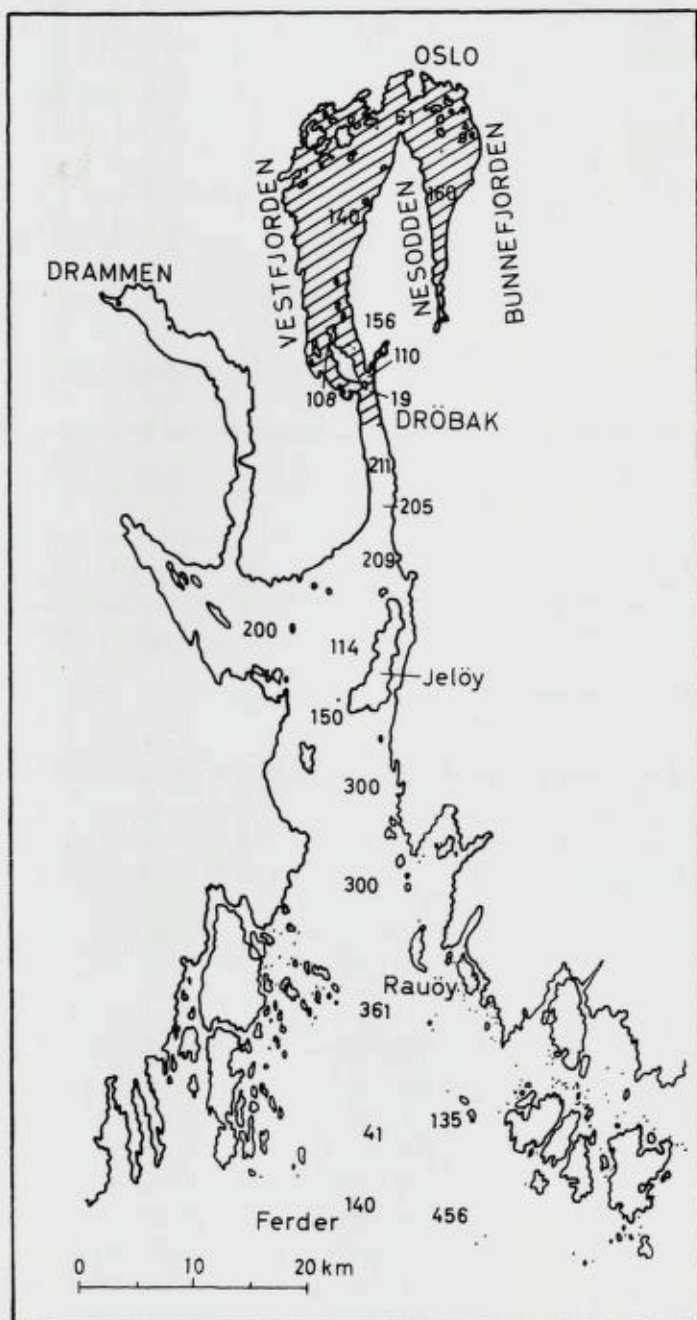 OSLO
61
VESTFJORDEN
NESODDEN
BUNNEFJORDEN
160
140
DRAMMEN
156
110
108
19
DRÖBAK
211
205
209
200
114
Jelöy
150
300
300
Rauöy
361
135
41
140
Ferder
456
0 10 20 km